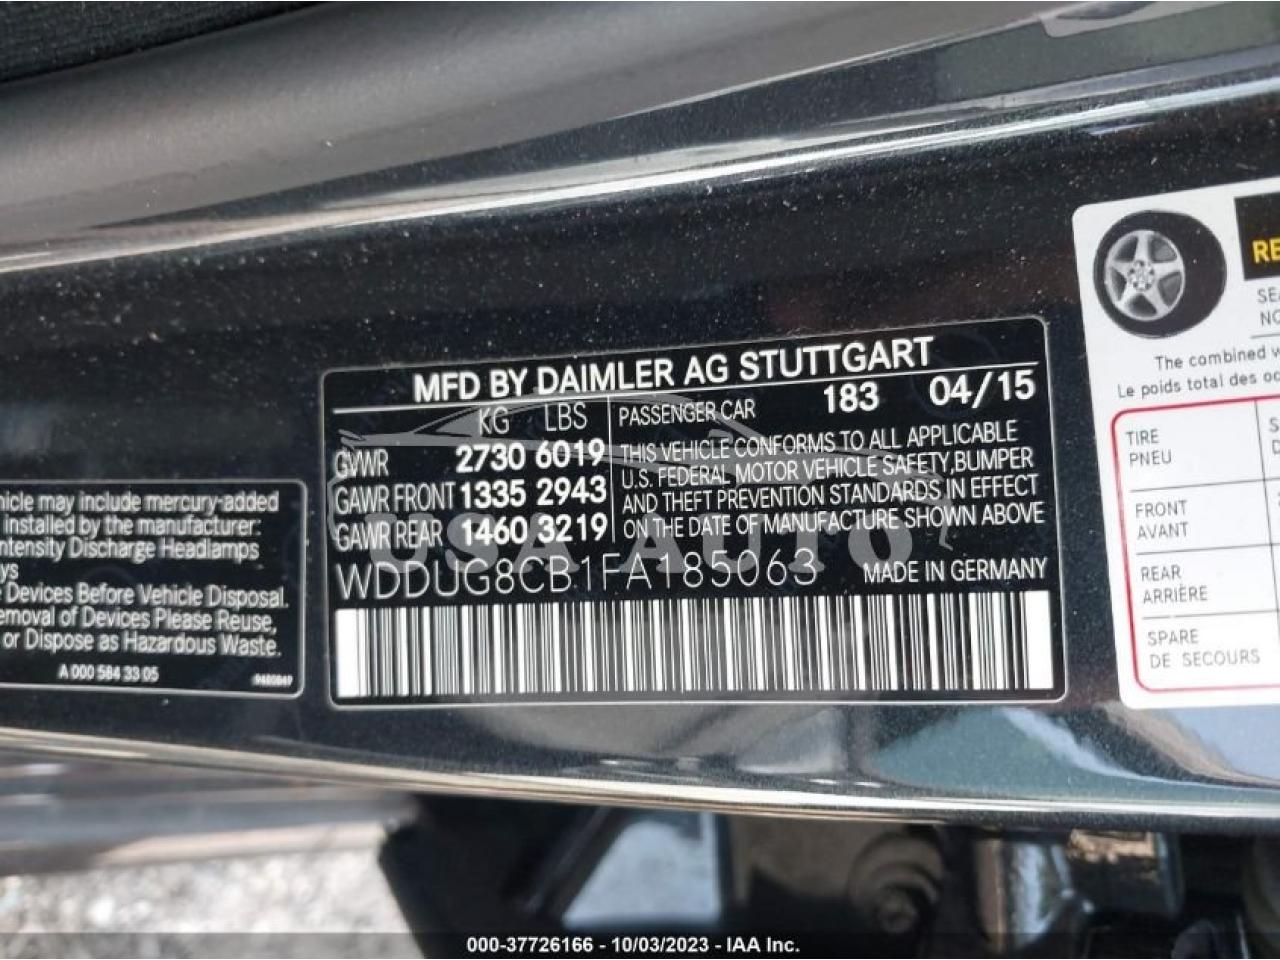 MFD BY DAIMLER AG STUTTGART
KG LBS PASSENGER CAR 183 04/15
GVWR 2730 6019
GAWR FRONT 1335 2943
GAWR REAR 1460 3219
THIS VEHICLE CONFORMS TO ALL APPLICABLE
U.S. FEDERAL MOTOR VEHICLE SAFETY,BUMPER
AND THEFT PREVENTION STANDARDS IN EFFECT
ON THE DATE OF MANUFACTURE SHOWN ABOVE
WDDUG8CB1FA185063 MADE IN GERMANY
USA AUTO
may include mercury-added
installed by the manufacturer:
Discharge Headlamps
Devices Before Vehicle Disposal.
of Devices Please Reuse,
or Dispose as Hazardous Waste.
A 000 584 33 05
The combined
Le poids total des
TIRE
PNEU
FRONT
AVANT
REAR
ARRIÈRE
SPARE
DE SECOURS
000-37726166 - 10/03/2023 - IAA Inc.